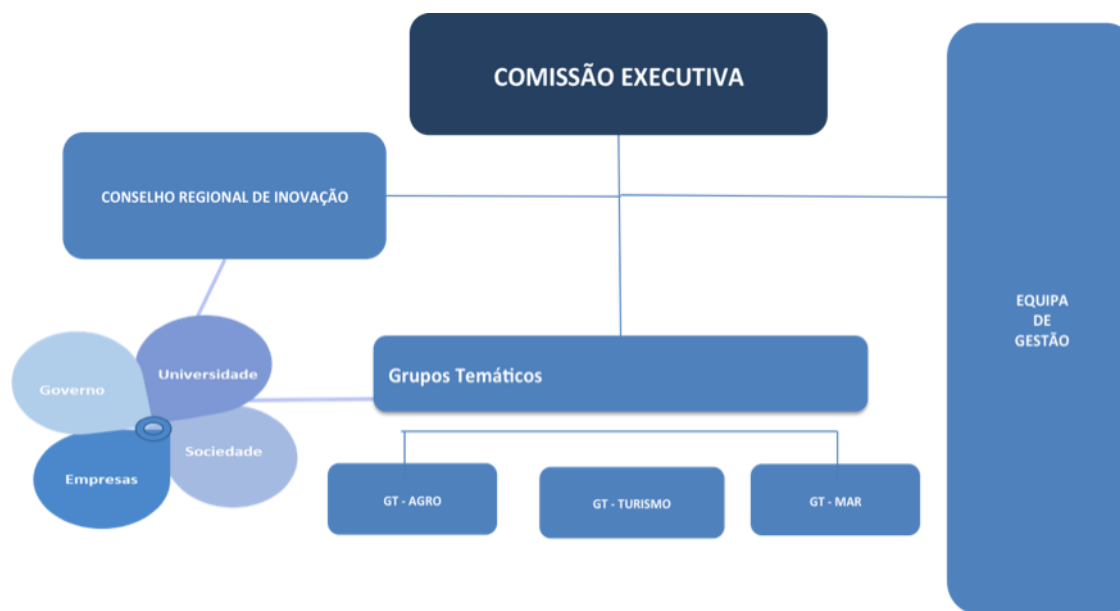 COMISSÃO EXECUTIVA
CONSELHO REGIONAL DE INOVAÇÃO
EQUIPA
DE
GESTÃO
Governo
Universidade
Empresas
Sociedade
Grupos Temáticos
GT - AGRO
GT - TURISMO
GT - MAR